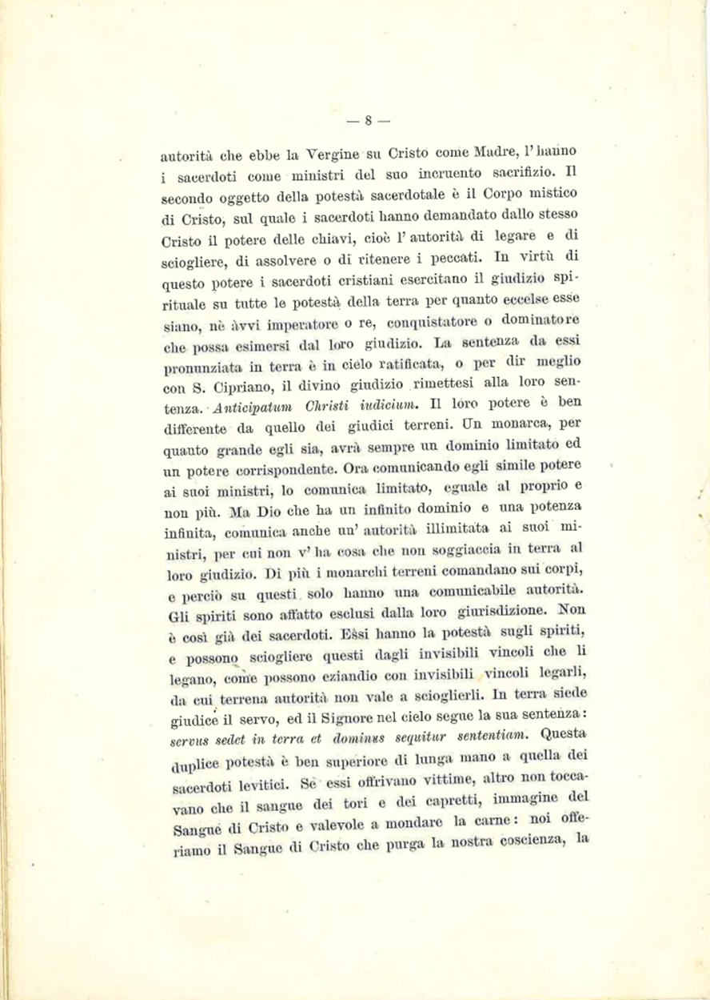 — 8 —
autorità che ebbe la Vergine su Cristo come Madre, l' hanno
i sacerdoti come ministri del suo incruento sacrifizio. Il
secondo oggetto della potestà sacerdotale è il Corpo mistico
di Cristo, sul quale i sacerdoti hanno demandato dallo stesso
Cristo il potere delle chiavi, cioè l' autorità di legare e di
sciogliere, di assolvere o di ritenere i peccati. In virtù di
questo potere i sacerdoti cristiani esercitano il giudizio spi-
rituale su tutte le potestà della terra per quanto eccelse esse
siano, nè àvvi imperatore o re, conquistatore o dominatore
che possa esimersi dal loro giudizio. La sentenza da essi
pronunziata in terra è in cielo ratificata, o per dir meglio
con S. Cipriano, il divino giudizio rimettesi alla loro sen-
tenza. Anticipatum Christi iudicium. Il loro potere è ben
differente da quello dei giudici terreni. Un monarca, per
quanto grande egli sia, avrà sempre un dominio limitato ed
un potere corrispondente. Ora comunicando egli simile potere
ai suoi ministri, lo comunica limitato, eguale al proprio e
non più. Ma Dio che ha un infinito dominio e una potenza
infinita, comunica anche un' autorità illimitata ai suoi mi-
nistri, per cui non v' ha cosa che non soggiaccia in terra al
loro giudizio. Di più i monarchi terreni comandano sui corpi,
e perciò su questi solo hanno una comunicabile autorità.
Gli spiriti sono affatto esclusi dalla loro giurisdizione. Non
è così già dei sacerdoti. Essi hanno la potestà sugli spiriti,
e possono sciogliere questi dagli invisibili vincoli che li
legano, come possono eziandio con invisibili vincoli legarli,
da cui terrena autorità non vale a scioglierli. In terra siede
giudice il servo, ed il Signore nel cielo segue la sua sentenza:
servus sedet in terra et dominus sequitur sententiam. Questa
duplice potestà è ben superiore di lunga mano a quella dei
sacerdoti levitici. Se essi offrivano vittime, altro non tocca-
vano che il sangue dei tori e dei capretti, immagine del
Sangue di Cristo e valevole a mondare la carne: noi offe-
riamo il Sangue di Cristo che purga la nostra coscienza, la